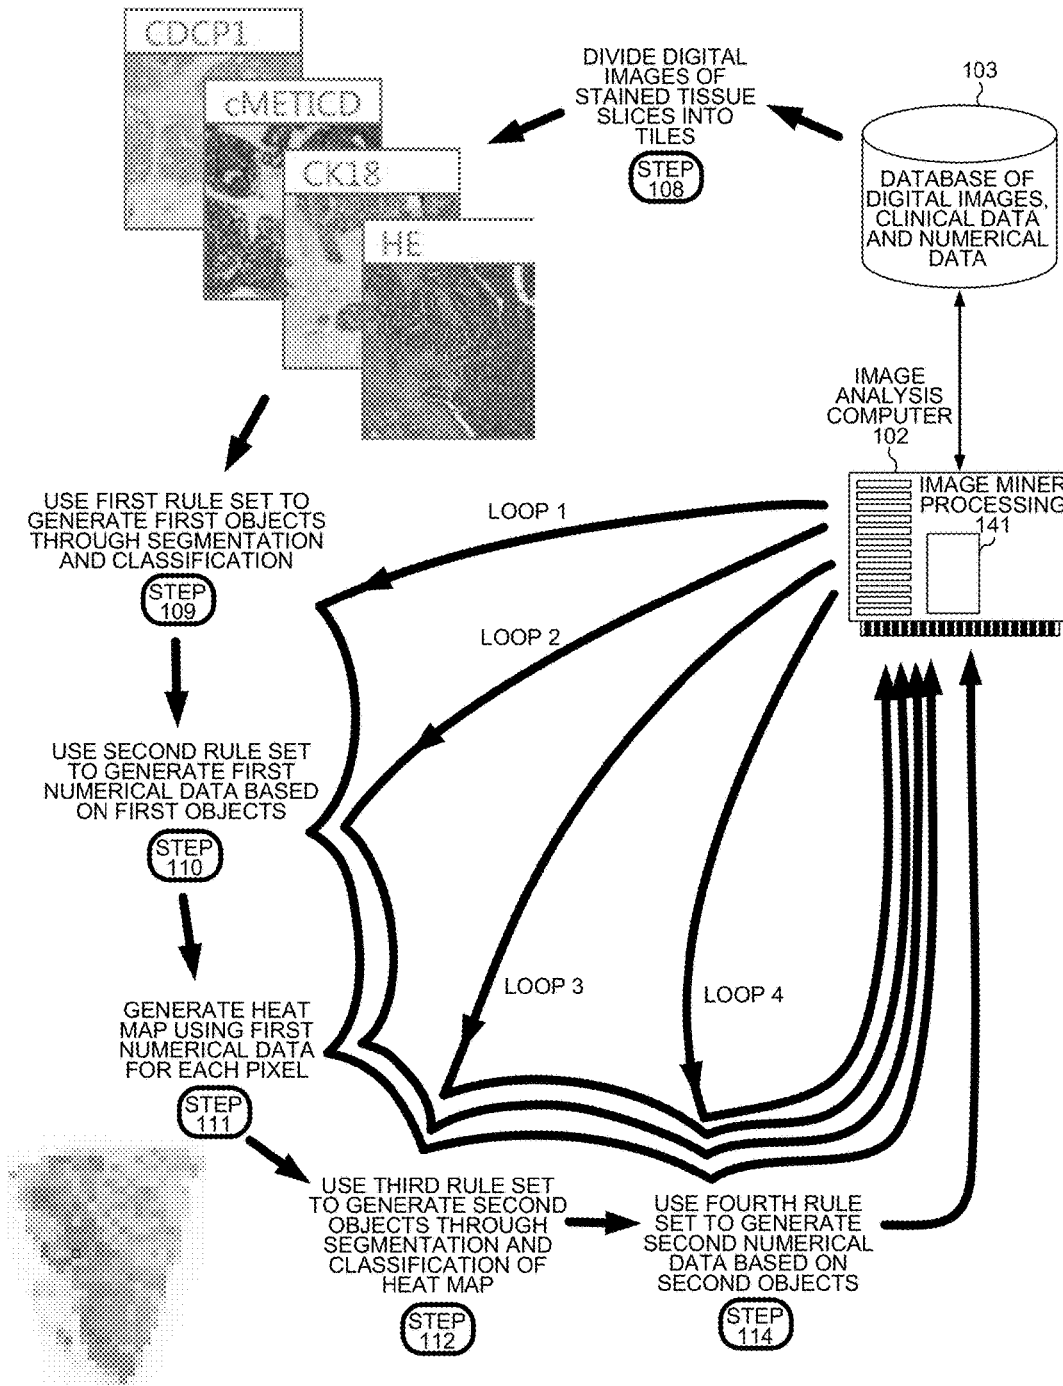 CDCP1
cMETICD
CK18
HE
DIVIDE DIGITAL
IMAGES OF
STAINED TISSUE
SLICES INTO
TILES
STEP
108
103
DATABASE OF
DIGITAL IMAGES,
CLINICAL DATA
AND NUMERICAL
DATA
IMAGE
ANALYSIS
COMPUTER
102
IMAGE MINER
PROCESSING
141
USE FIRST RULE SET TO
GENERATE FIRST OBJECTS
THROUGH SEGMENTATION
AND CLASSIFICATION
STEP
109
LOOP 1
LOOP 2
USE SECOND RULE SET
TO GENERATE FIRST
NUMERICAL DATA BASED
ON FIRST OBJECTS
STEP
110
LOOP 3
LOOP 4
GENERATE HEAT
MAP USING FIRST
NUMERICAL DATA
FOR EACH PIXEL
STEP
111
USE THIRD RULE SET
TO GENERATE SECOND
OBJECTS THROUGH
SEGMENTATION AND
CLASSIFICATION OF
HEAT MAP
STEP
112
USE FOURTH RULE
SET TO GENERATE
SECOND NUMERICAL
DATA BASED ON
SECOND OBJECTS
STEP
114